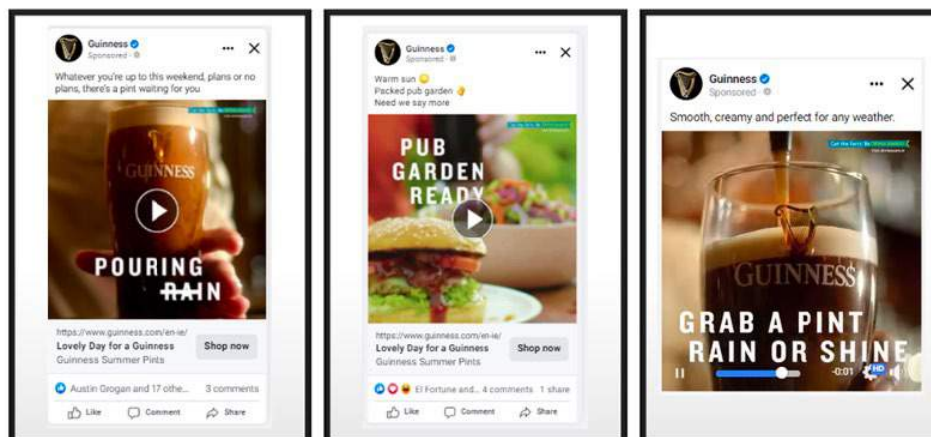 Guinness
Sponsored
Whatever you're up to this weekend, plans or no
plans, there's a pint waiting for you
GUINNESS
POURING
RAIN
https://www.guinness.com/en-ie/
Lovely Day for a Guinness
Guinness Summer Pints
Shop now
Austin Grogan and 17 othe...
3 comments
Like
Comment
Share
Guinness
Sponsored
Warm sun
Packed pub garden
Need we say more
PUB
GARDEN
READY
https://www.guinness.com/en-ie/
Lovely Day for a Guinness
Guinness Summer Pints
Shop now
El Fortune and... 4 comments 1 share
Like
Comment
Share
Guinness
Sponsored
Smooth, creamy and perfect for any weather.
Get the Facts. Be
GUINNESS
GRAB A PINT
RAIN OR SHINE
-0:01
HD